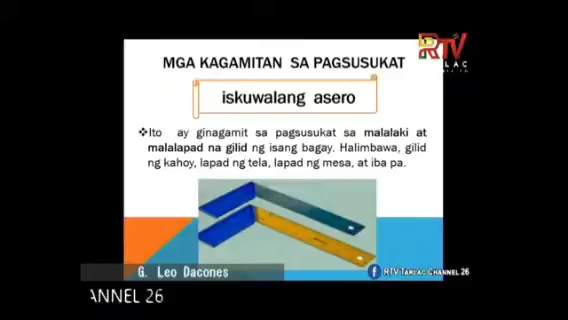 RTV
LAC
MGA KAGAMITAN SA PAGSUSUKAT
iskuwalang asero
❖Ito ay ginagamit sa pagsusukat sa malalaki at
malalapad na gilid ng isang bagay. Halimbawa, gilid
ng kahoy, lapad ng tela, lapad ng mesa, at iba pa.
G. Leo Dacones
RTV TARLAC CHANNEL 26
ANNEL 26